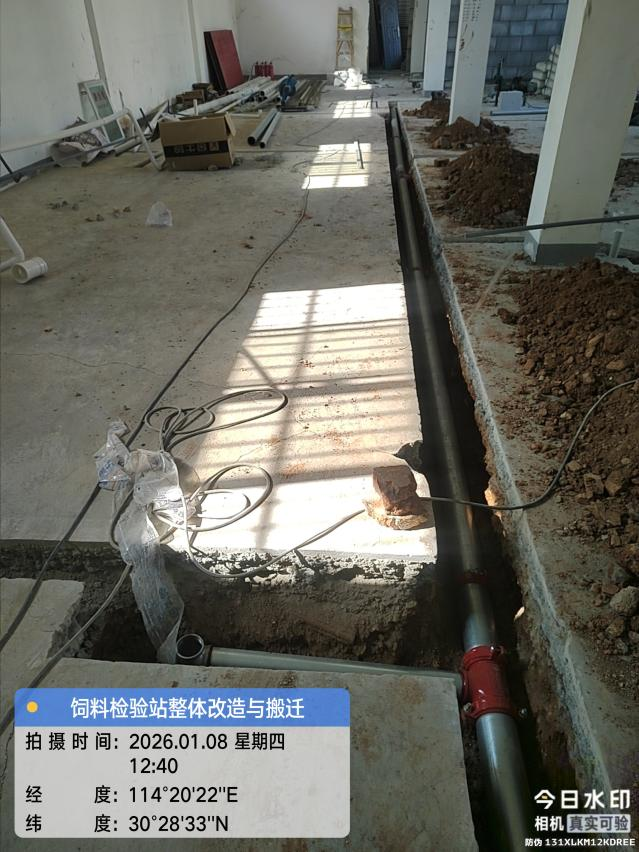 饲料检验站整体改造与搬迁
拍摄时间: 2026.01.08 星期四
12:40
经度: 114°20'22"E
纬度: 30°28'33"N
今日水印
相机 真实可验
防伪 131XLKM12KDREE